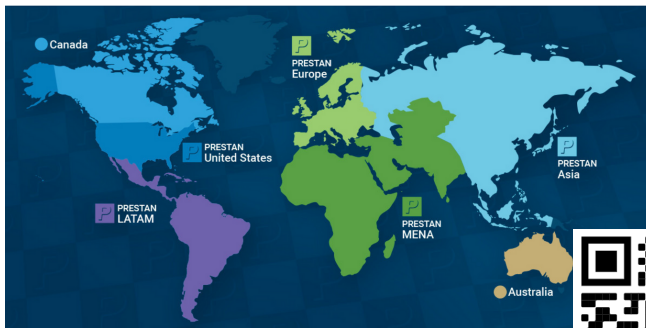 Canada
PRESTAN
Europe
PRESTAN
United States
PRESTAN
Asia
PRESTAN
LATAM
PRESTAN
MENA
Australia